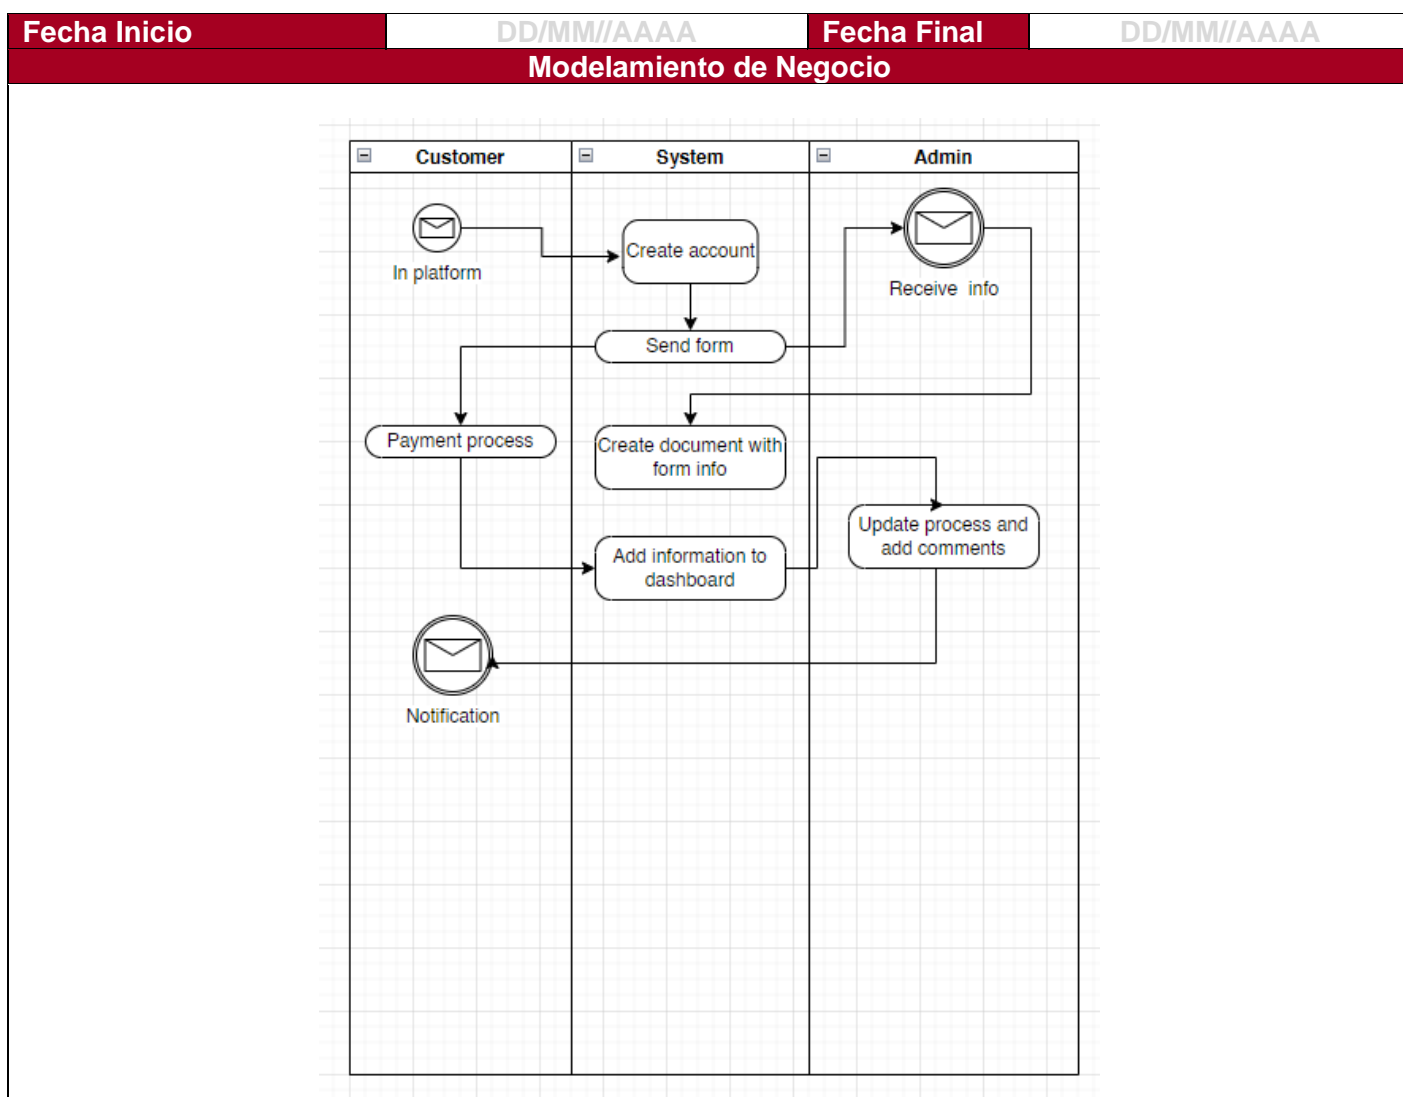 Fecha Inicio DD/MM//AAAA Fecha Final DD/MM//AAAA
Modelamiento de Negocio
Customer System Admin
In platform
Create account
Receive info
Send form
Payment process
Create document with
form info
Update process and
add comments
Add information to
dashboard
Notification